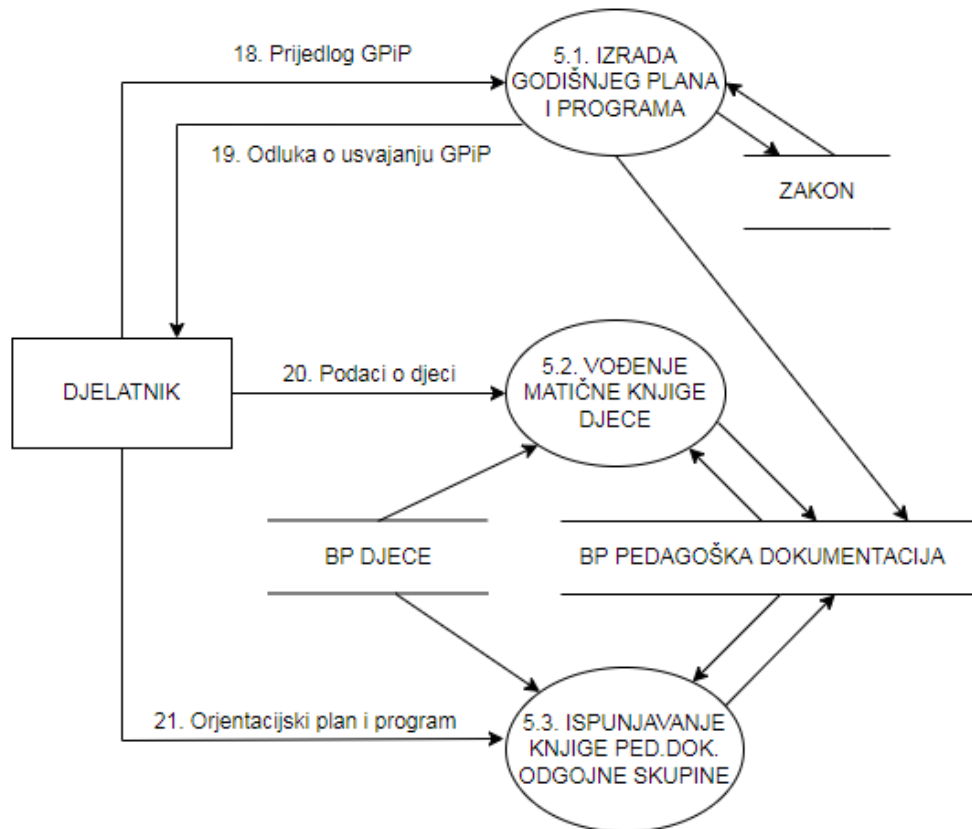 18. Prijedlog GPiP
5.1. IZRADA
GODIŠNJEG PLANA
I PROGRAMA
19. Odluka o usvajanju GPiP
ZAKON
DJELATNIK
20. Podaci o djeci
5.2. VOĐENJE
MATIČNE KNJIGE
DJECE
BP DJECE
BP PEDAGOŠKA DOKUMENTACIJA
21. Orjentacijski plan i program
5.3. ISPUNJAVANJE
KNJIGE PED.DOK.
ODGOJNE SKUPINE